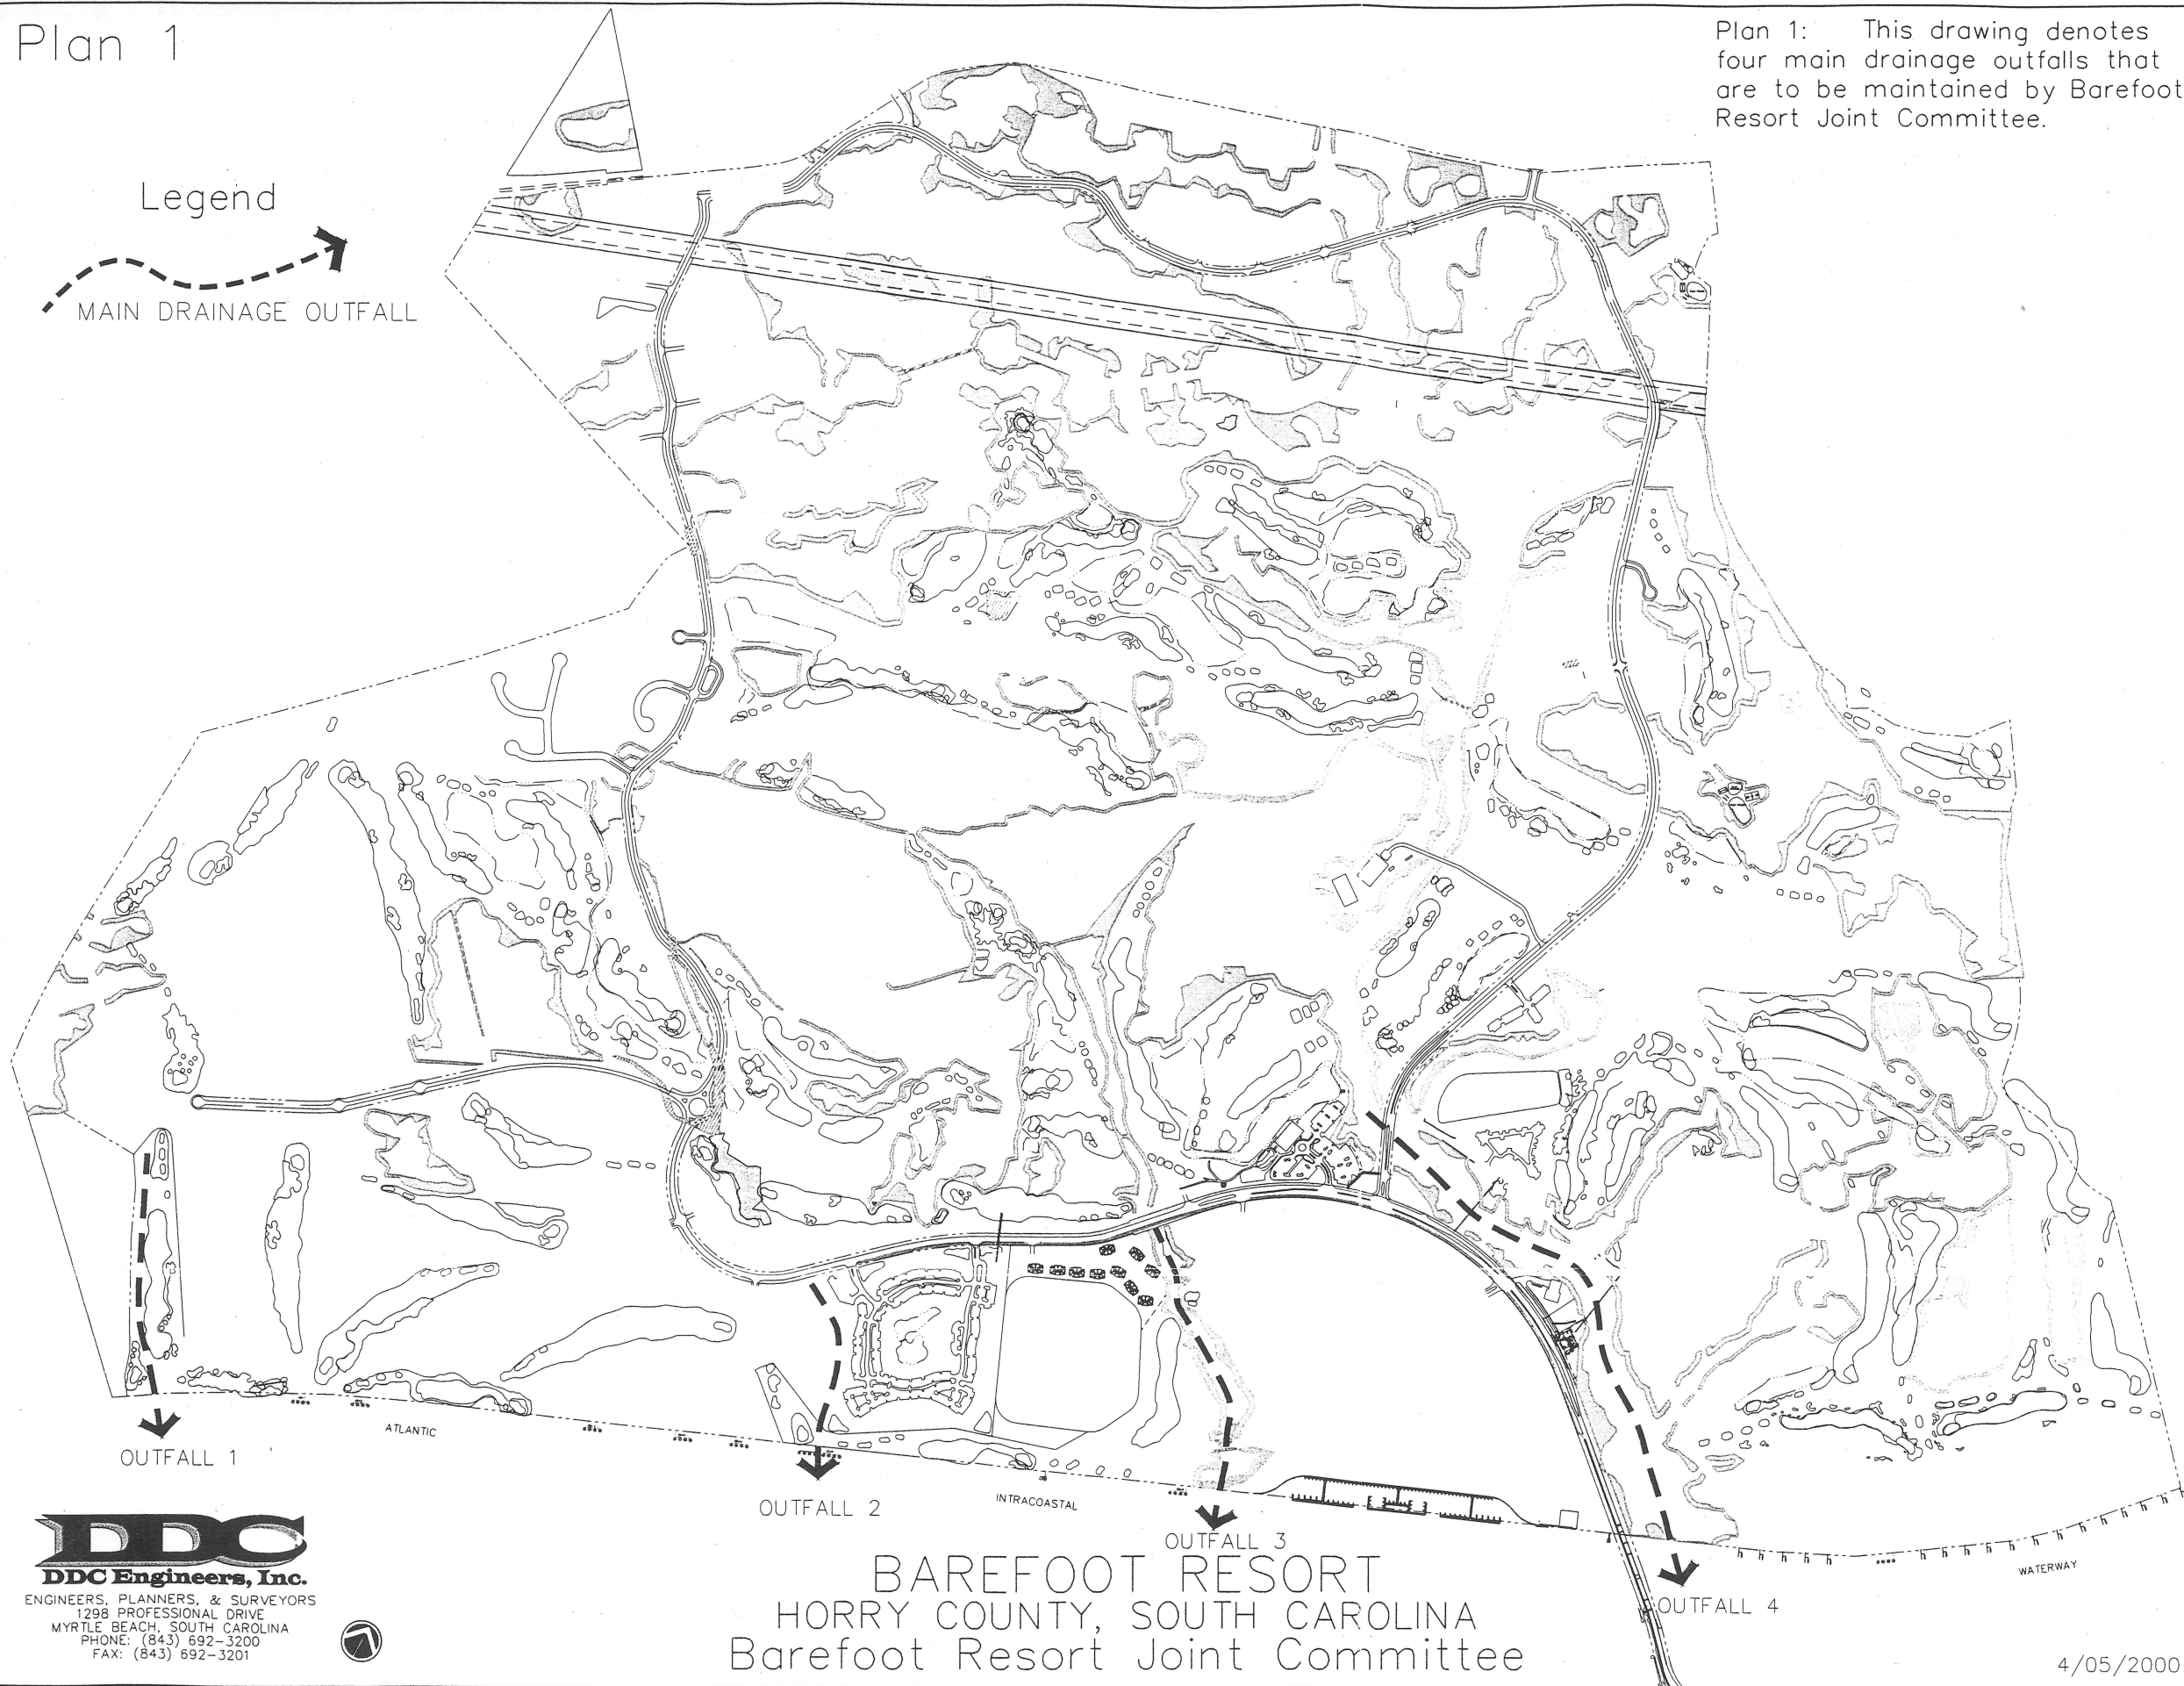 Plan 1
Plan 1: This drawing denotes
four main drainage outfalls that
are to be maintained by Barefoot
Resort Joint Committee.
Legend
MAIN DRAINAGE OUTFALL
OUTFALL 1
ATLANTIC
OUTFALL 2
INTRACOASTAL
OUTFALL 3
WATERWAY
OUTFALL 4
DDC
DDC Engineers, Inc.
ENGINEERS, PLANNERS, & SURVEYORS
1298 PROFESSIONAL DRIVE
MYRTLE BEACH, SOUTH CAROLINA
PHONE: (843) 692-3200
FAX: (843) 692-3201
BAREFOOT RESORT
HORRY COUNTY, SOUTH CAROLINA
Barefoot Resort Joint Committee
4/05/2000